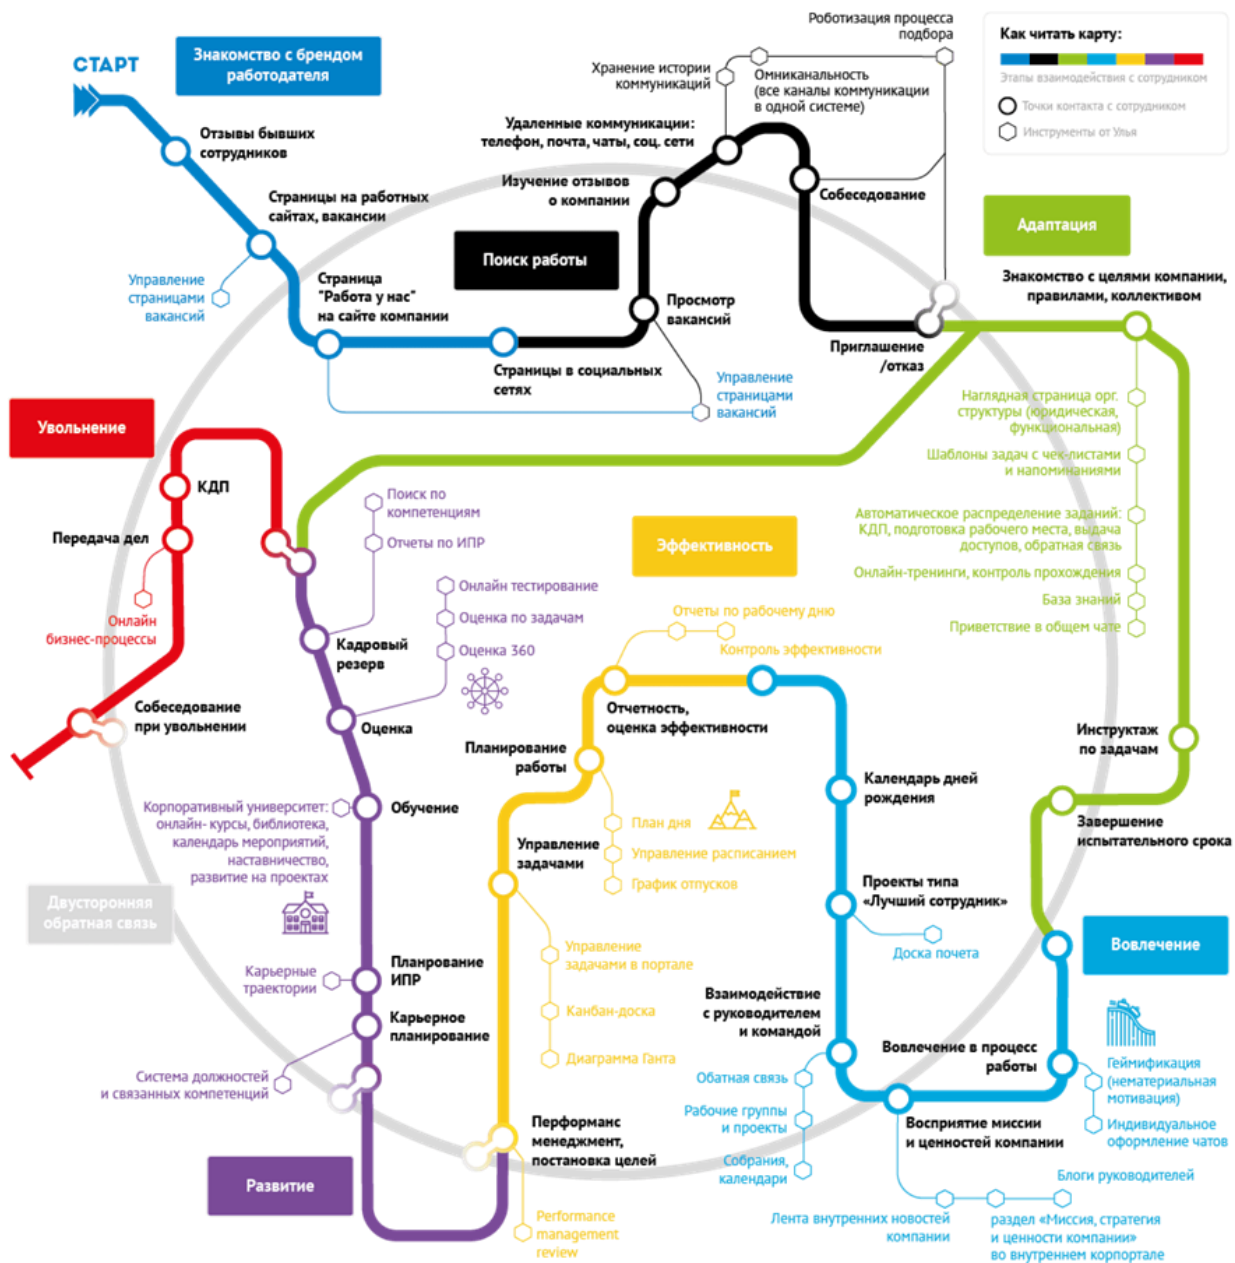 СТАРТ
Знакомство с брендом
работодателя
Отзывы бывших
сотрудников
Страницы на работных
сайтах, вакансии
Управление
страницами
вакансий
Страница
"Работа у нас"
на сайте компании
Страницы в социальных
сетях
Поиск работы
Просмотр
вакансий
Управление
страницами
вакансий
Изучение отзывов
о компании
Удаленные коммуникации:
телефон, почта, чаты, соц. сети
Хранение истории
коммуникаций
Омниканальность
(все каналы коммуникации
в одной системе)
Роботизация процесса
подбора
Собеседование
Приглашение
/отказ
Как читать карту:
Этапы взаимодействия с сотрудником
Точки контакта с сотрудником
Инструменты от Улья
Адаптация
Знакомство с целями компании,
правилами, коллективом
Наглядная страница орг.
структуры (юридическая,
функциональная)
Шаблоны задач с чек-листами
и напоминаниями
Автоматическое распределение заданий:
КДП, подготовка рабочего места, выдача
доступов, обратная связь
Онлайн-тренинги, контроль прохождения
База знаний
Приветствие в общем чате
Инструктаж
по задачам
Завершение
испытательного срока
Вовлечение
Вовлечение в процесс
работы
Геймификация
(нематериальная
мотивация)
Индивидуальное
оформление чатов
Восприятие миссии
и ценностей компании
Блоги руководителей
Лента внутренних новостей
компании
раздел «Миссия, стратегия
и ценности компании»
во внутреннем корпортале
Взаимодействие
с руководителем
и командой
Обатная связь
Рабочие группы
и проекты
Собрания,
календари
Проекты типа
«Лучший сотрудник»
Доска почета
Календарь дней
рождения
Эффективность
Отчеты по рабочему дню
Контроль эффективности
Отчетность,
оценка эффективности
Планирование
работы
План дня
Управление расписанием
График отпусков
Управление
задачами
Управление
задачами в портале
Канбан-доска
Диаграмма Ганта
Перформанс
менеджмент,
постановка целей
Performance
management
review
Развитие
Карьерное
планирование
Система должностей
и связанных компетенций
Планрование
ИПР
Карьерные
траектории
Обучение
Корпоративный университет:
онлайн- курсы, библиотека,
календарь мероприятий,
наставничество,
развитие на проектах
Оценка
Онлайн тестирование
Оценка по задачам
Оценка 360
Кадровый
резерв
Поиск по
компетенциям
Отчеты по ИПР
Увольнение
КДП
Передача дел
Онлайн
бизнес-процессы
Собеседование
при увольнении
Двусторонняя
обратная связь